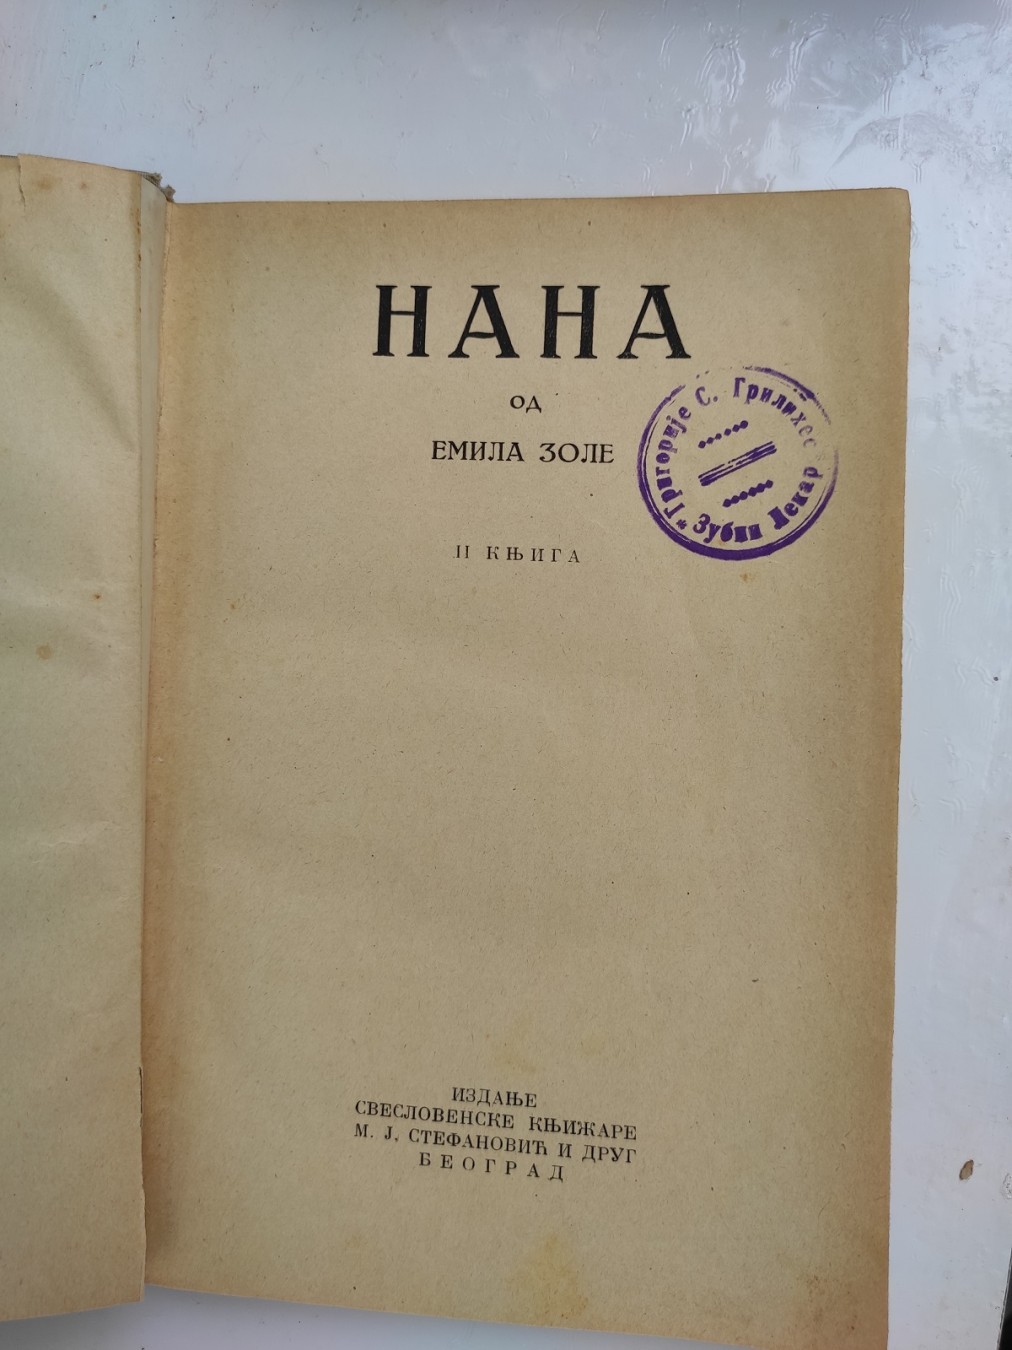 НАНА
ОД
ЕМИЛА ЗОЛЕ
Григорије С. Грилихес
* Зубни Лекар
II КЊИГА
ИЗДАЊЕ
СВЕСЛОВЕНСКЕ КЊИЖАРЕ
М. Ј. СТЕФАНОВИЋ И ДРУГ
БЕОГРАД